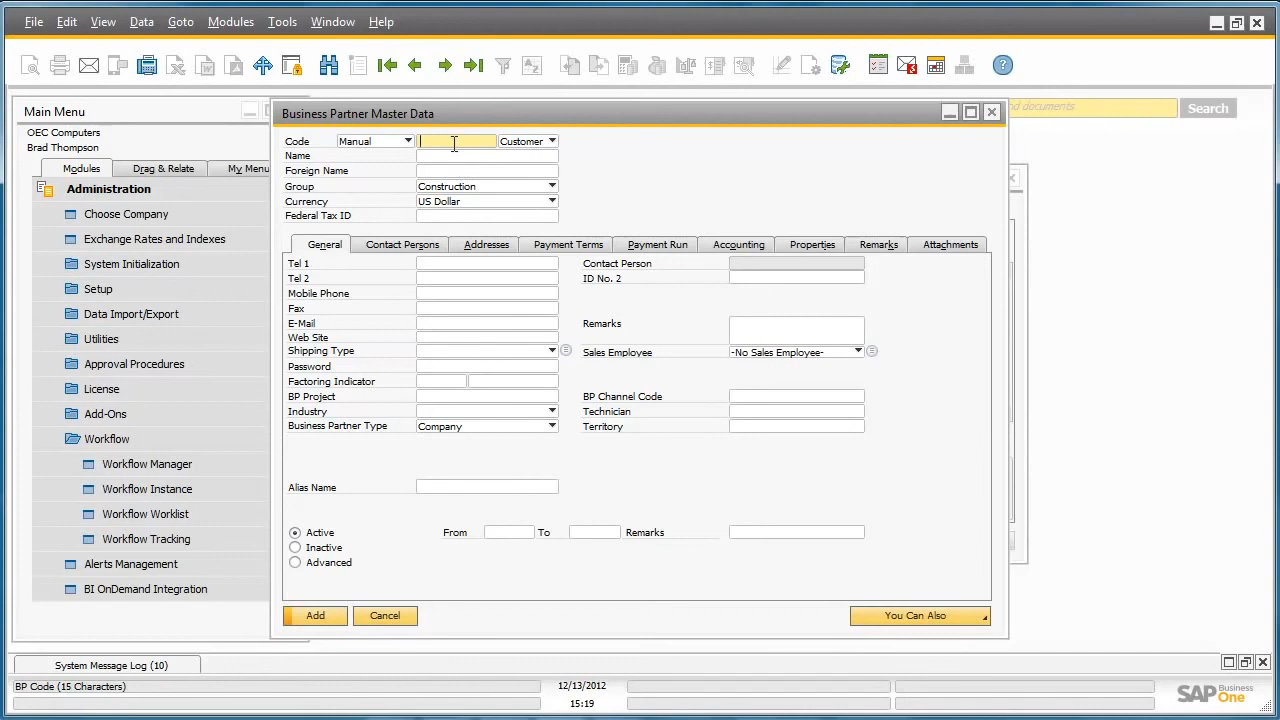 File Edit View Data Goto Modules Tools Window Help
Main Menu
OEC Computers
Brad Thompson
Modules Drag & Relate My Menu
Administration
Choose Company
Exchange Rates and Indexes
System Initialization
Setup
Data Import/Export
Utilities
Approval Procedures
License
Add-Ons
Workflow
Workflow Manager
Workflow Instance
Workflow Worklist
Workflow Tracking
Alerts Management
BI OnDemand Integration
nd documents Search
Business Partner Master Data
Code Manual Customer
Name
Foreign Name
Group Construction
Currency US Dollar
Federal Tax ID
General Contact Persons Addresses Payment Terms Payment Run Accounting Properties Remarks Attachments
Tel 1 Contact Person
Tel 2 ID No. 2
Mobile Phone
Fax
E-Mail Remarks
Web Site
Shipping Type Sales Employee -No Sales Employee-
Password
Factoring Indicator
BP Project BP Channel Code
Industry Technician
Business Partner Type Company Territory
Alias Name
Active From To Remarks
Inactive
Advanced
Add Cancel You Can Also
System Message Log (10)
BP Code (15 Characters) 12/13/2012
15:19
SAP Business One